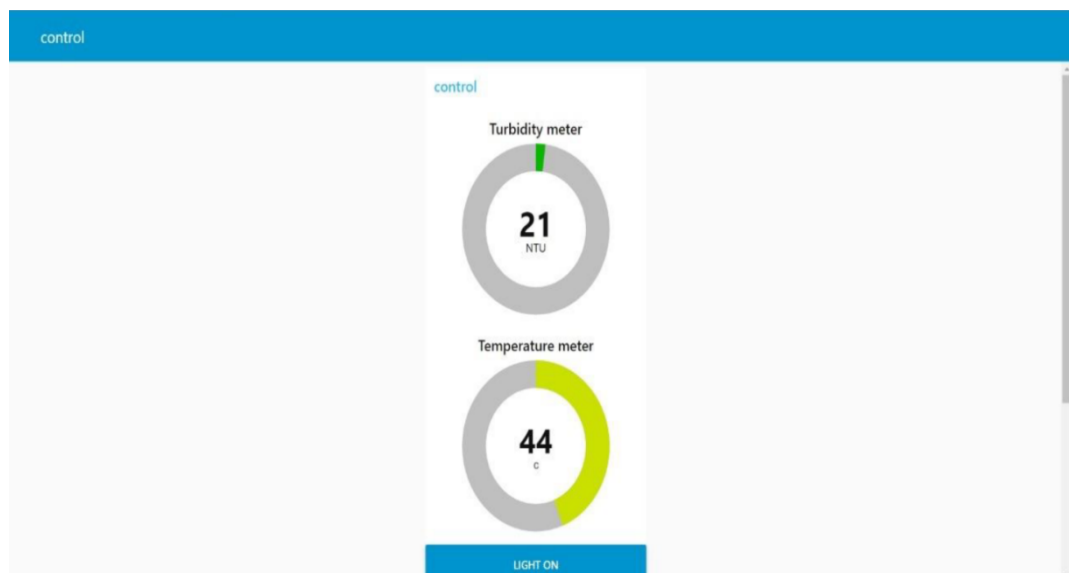 control
control
Turbidity meter
21
NTU
Temperature meter
44
c
LIGHT ON